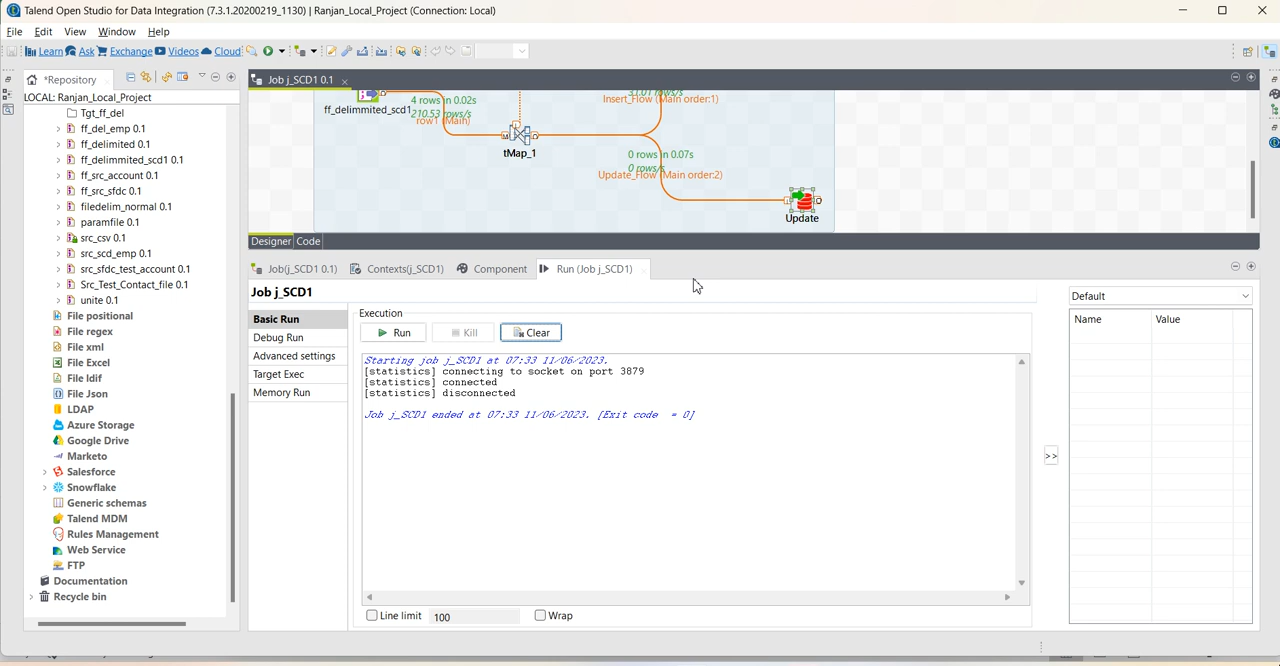 Talend Open Studio for Data Integration (7.3.1.20200219_1130) | Ranjan_Local_Project (Connection: Local)
File Edit View Window Help
Learn Ask Exchange Videos Cloud
*Repository
LOCAL: Ranjan_Local_Project
Tgt_ff_del
ff_del_emp 0.1
ff_delimited 0.1
ff_delimmited_scd1 0.1
ff_src_account 0.1
ff_src_sfdc 0.1
filedelim_normal 0.1
paramfile 0.1
src_csv 0.1
src_scd_emp 0.1
src_sfdc_test_account 0.1
Src_Test_Contact_file 0.1
unite 0.1
File positional
File regex
File xml
File Excel
File ldif
File Json
LDAP
Azure Storage
Google Drive
Marketo
Salesforce
Snowflake
Generic schemas
Talend MDM
Rules Management
Web Service
FTP
Documentation
Recycle bin
Job j_SCD1 0.1
ff_delimmited_scd1
4 rows in 0.02s
210.53 rows/s
row1 (Main)
tMap_1
Insert_Flow (Main order:1)
0 rows in 0.07s
0 rows/s
Update_Flow (Main order:2)
Update
Designer Code
Job(j_SCD1 0.1) Contexts(j_SCD1) Component Run (Job j_SCD1)
Job j_SCD1
Basic Run
Debug Run
Advanced settings
Target Exec
Memory Run
Execution
Run Kill Clear
Starting job j_SCD1 at 07:33 11/06/2023.
[statistics] connecting to socket on port 3879
[statistics] connected
[statistics] disconnected
Job j_SCD1 ended at 07:33 11/06/2023. [Exit code = 0]
Line limit 100 Wrap
>>
Default
Name Value